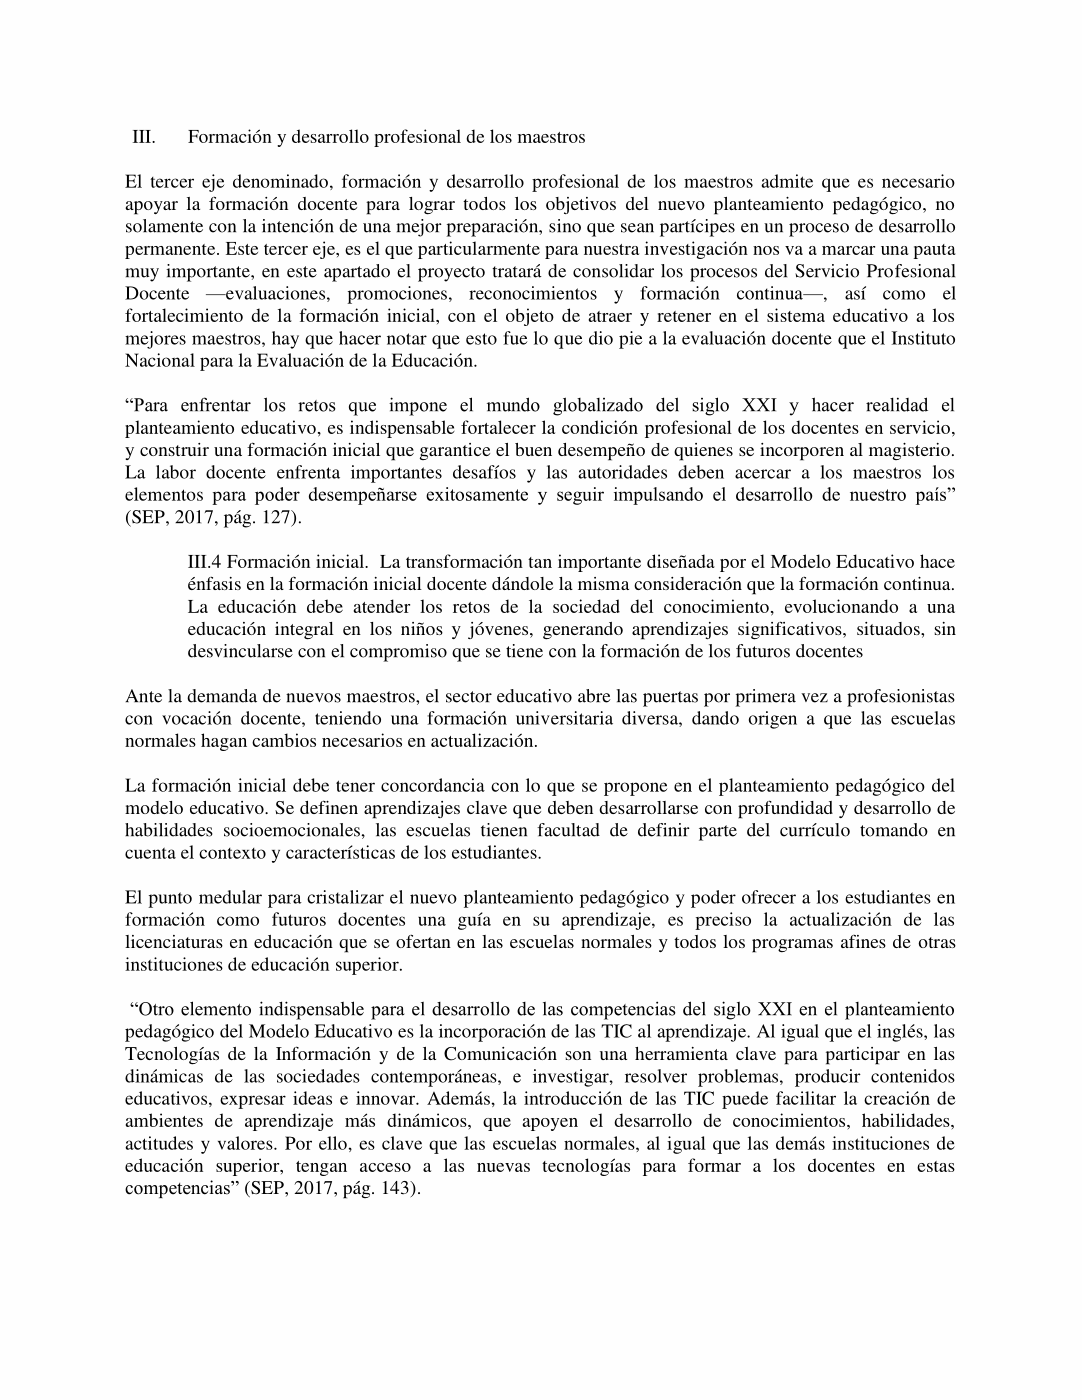 III. Formación y desarrollo profesional de los maestros
El tercer eje denominado, formación y desarrollo profesional de los maestros admite que es necesario
apoyar la formación docente para lograr todos los objetivos del nuevo planteamiento pedagógico, no
solamente con la intención de una mejor preparación, sino que sean partícipes en un proceso de desarrollo
permanente. Este tercer eje, es el que particularmente para nuestra investigación nos va a marcar una pauta
muy importante, en este apartado el proyecto tratará de consolidar los procesos del Servicio Profesional
Docente —evaluaciones, promociones, reconocimientos y formación continua—, así como el
fortalecimiento de la formación inicial, con el objeto de atraer y retener en el sistema educativo a los
mejores maestros, hay que hacer notar que esto fue lo que dio pie a la evaluación docente que el Instituto
Nacional para la Evaluación de la Educación.
“Para enfrentar los retos que impone el mundo globalizado del siglo XXI y hacer realidad el
planteamiento educativo, es indispensable fortalecer la condición profesional de los docentes en servicio,
y construir una formación inicial que garantice el buen desempeño de quienes se incorporen al magisterio.
La labor docente enfrenta importantes desafíos y las autoridades deben acercar a los maestros los
elementos para poder desempeñarse exitosamente y seguir impulsando el desarrollo de nuestro país”
(SEP, 2017, pág. 127).
III.4 Formación inicial.  La transformación tan importante diseñada por el Modelo Educativo hace
énfasis en la formación inicial docente dándole la misma consideración que la formación continua.
La educación debe atender los retos de la sociedad del conocimiento, evolucionando a una
educación integral en los niños y jóvenes, generando aprendizajes significativos, situados, sin
desvincularse con el compromiso que se tiene con la formación de los futuros docentes
Ante la demanda de nuevos maestros, el sector educativo abre las puertas por primera vez a profesionistas
con vocación docente, teniendo una formación universitaria diversa, dando origen a que las escuelas
normales hagan cambios necesarios en actualización.
La formación inicial debe tener concordancia con lo que se propone en el planteamiento pedagógico del
modelo educativo. Se definen aprendizajes clave que deben desarrollarse con profundidad y desarrollo de
habilidades socioemocionales, las escuelas tienen facultad de definir parte del currículo tomando en
cuenta el contexto y características de los estudiantes.
El punto medular para cristalizar el nuevo planteamiento pedagógico y poder ofrecer a los estudiantes en
formación como futuros docentes una guía en su aprendizaje, es preciso la actualización de las
licenciaturas en educación que se ofertan en las escuelas normales y todos los programas afines de otras
instituciones de educación superior.
“Otro elemento indispensable para el desarrollo de las competencias del siglo XXI en el planteamiento
pedagógico del Modelo Educativo es la incorporación de las TIC al aprendizaje. Al igual que el inglés, las
Tecnologías de la Información y de la Comunicación son una herramienta clave para participar en las
dinámicas de las sociedades contemporáneas, e investigar, resolver problemas, producir contenidos
educativos, expresar ideas e innovar. Además, la introducción de las TIC puede facilitar la creación de
ambientes de aprendizaje más dinámicos, que apoyen el desarrollo de conocimientos, habilidades,
actitudes y valores. Por ello, es clave que las escuelas normales, al igual que las demás instituciones de
educación superior, tengan acceso a las nuevas tecnologías para formar a los docentes en estas
competencias” (SEP, 2017, pág. 143).